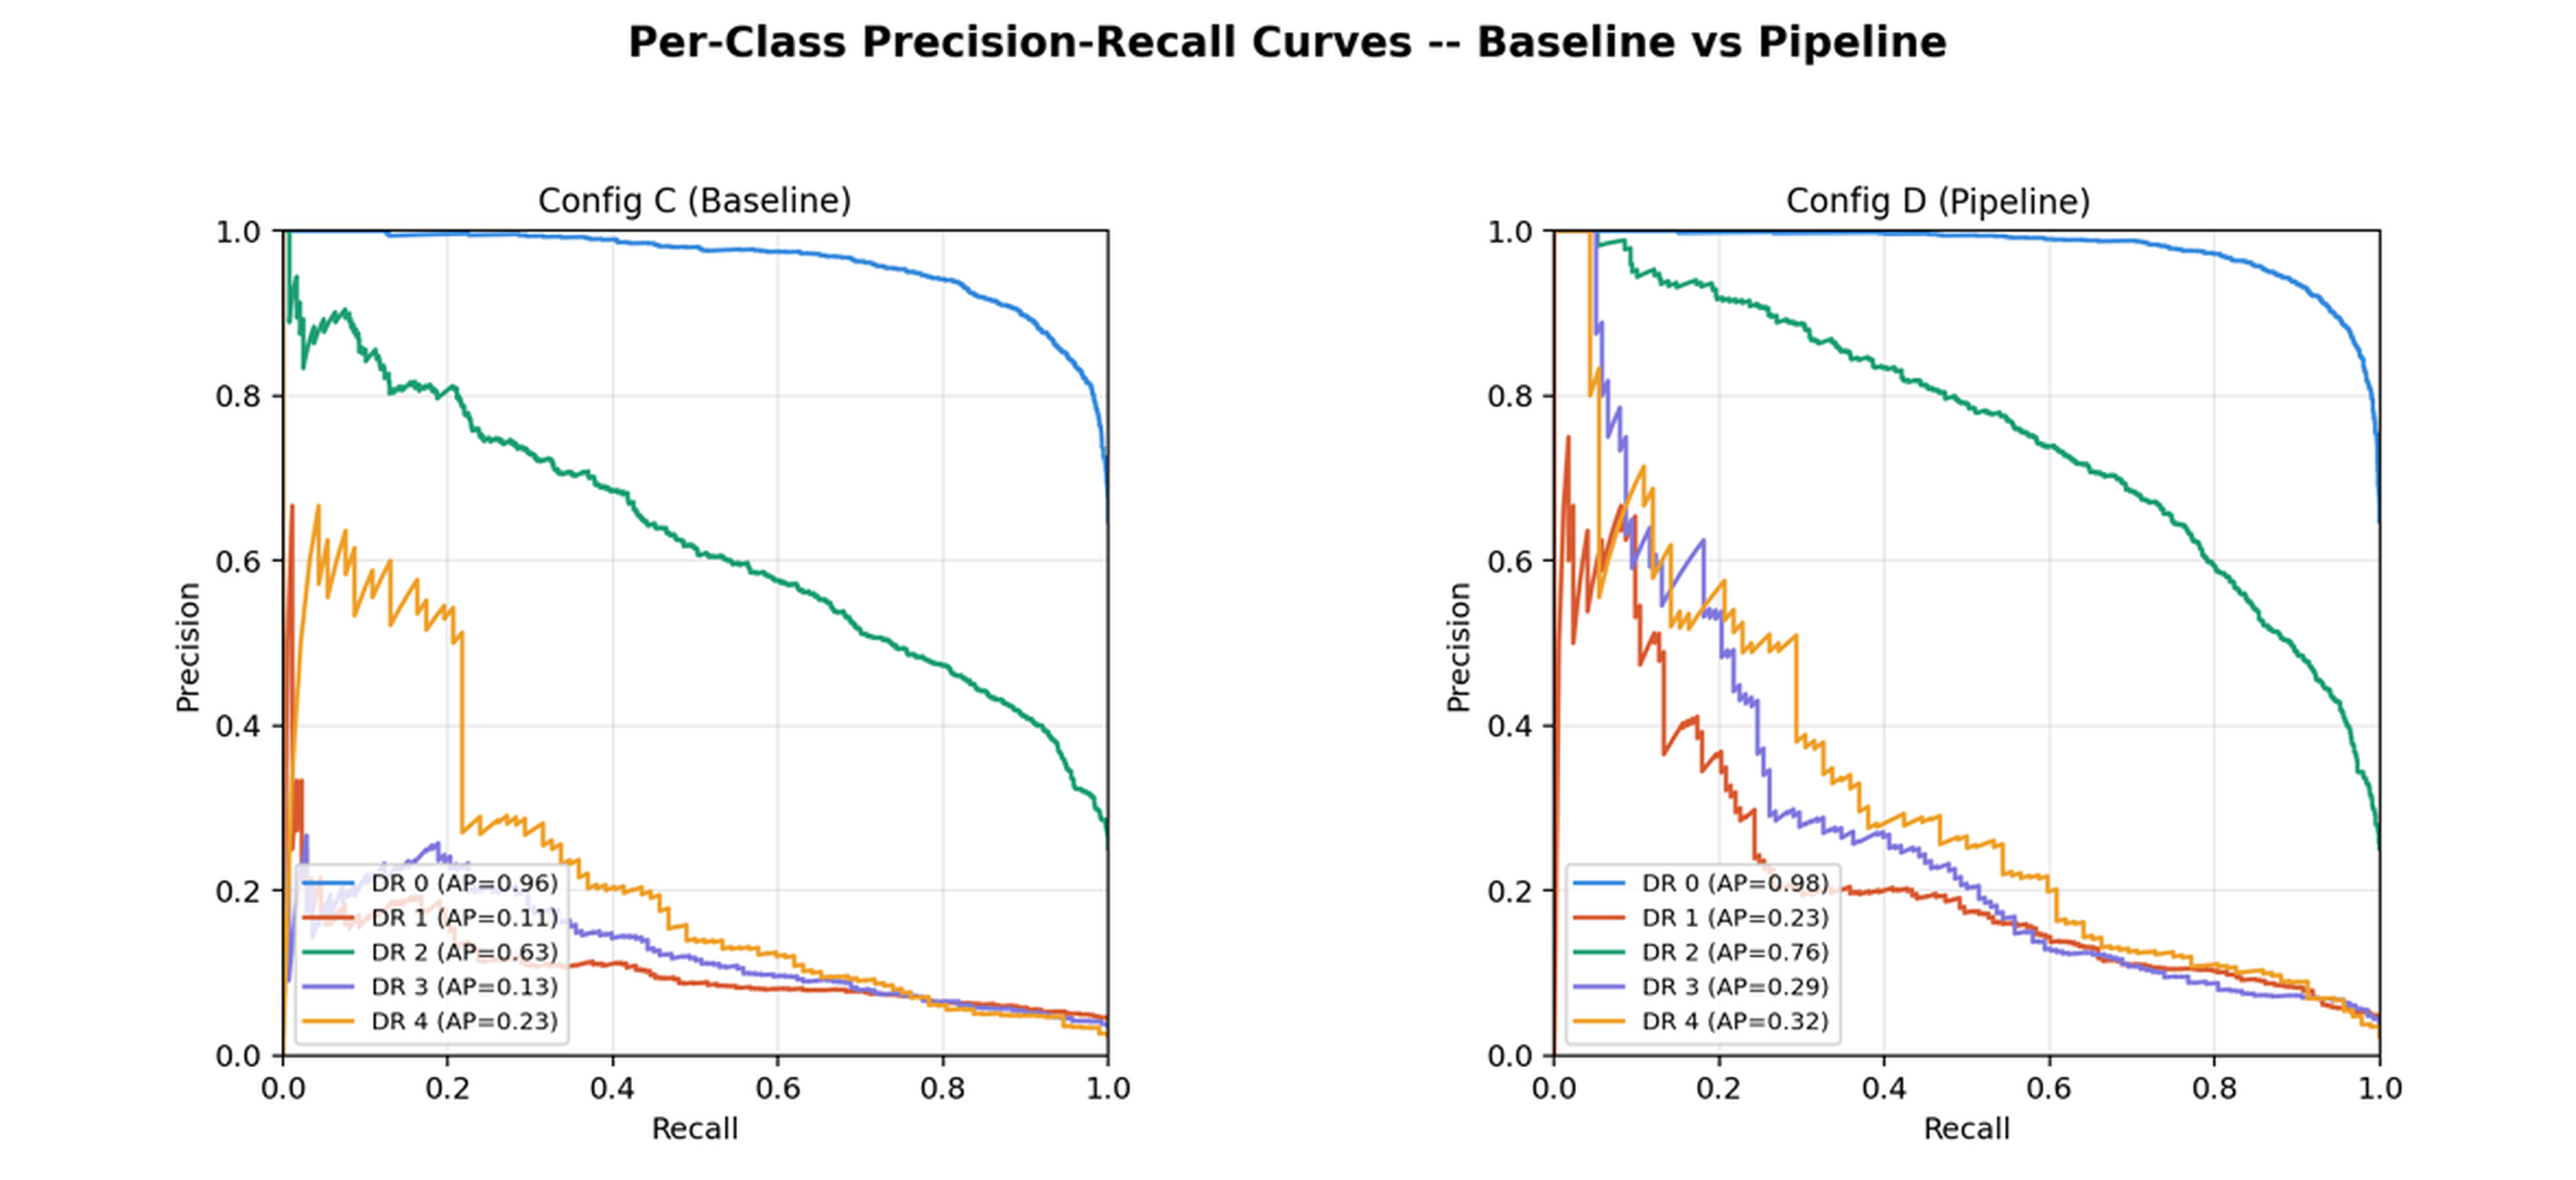 Per-Class Precision-Recall Curves -- Baseline vs Pipeline
Config C (Baseline)
Precision
1.0
0.8
0.6
0.4
0.2
0.0
DR 0 (AP=0.96)
DR 1 (AP=0.11)
DR 2 (AP=0.63)
DR 3 (AP=0.13)
DR 4 (AP=0.23)
0.0 0.2 0.4 0.6 0.8 1.0
Recall
Config D (Pipeline)
Precision
1.0
0.8
0.6
0.4
0.2
0.0
DR 0 (AP=0.98)
DR 1 (AP=0.23)
DR 2 (AP=0.76)
DR 3 (AP=0.29)
DR 4 (AP=0.32)
0.0 0.2 0.4 0.6 0.8 1.0
Recall